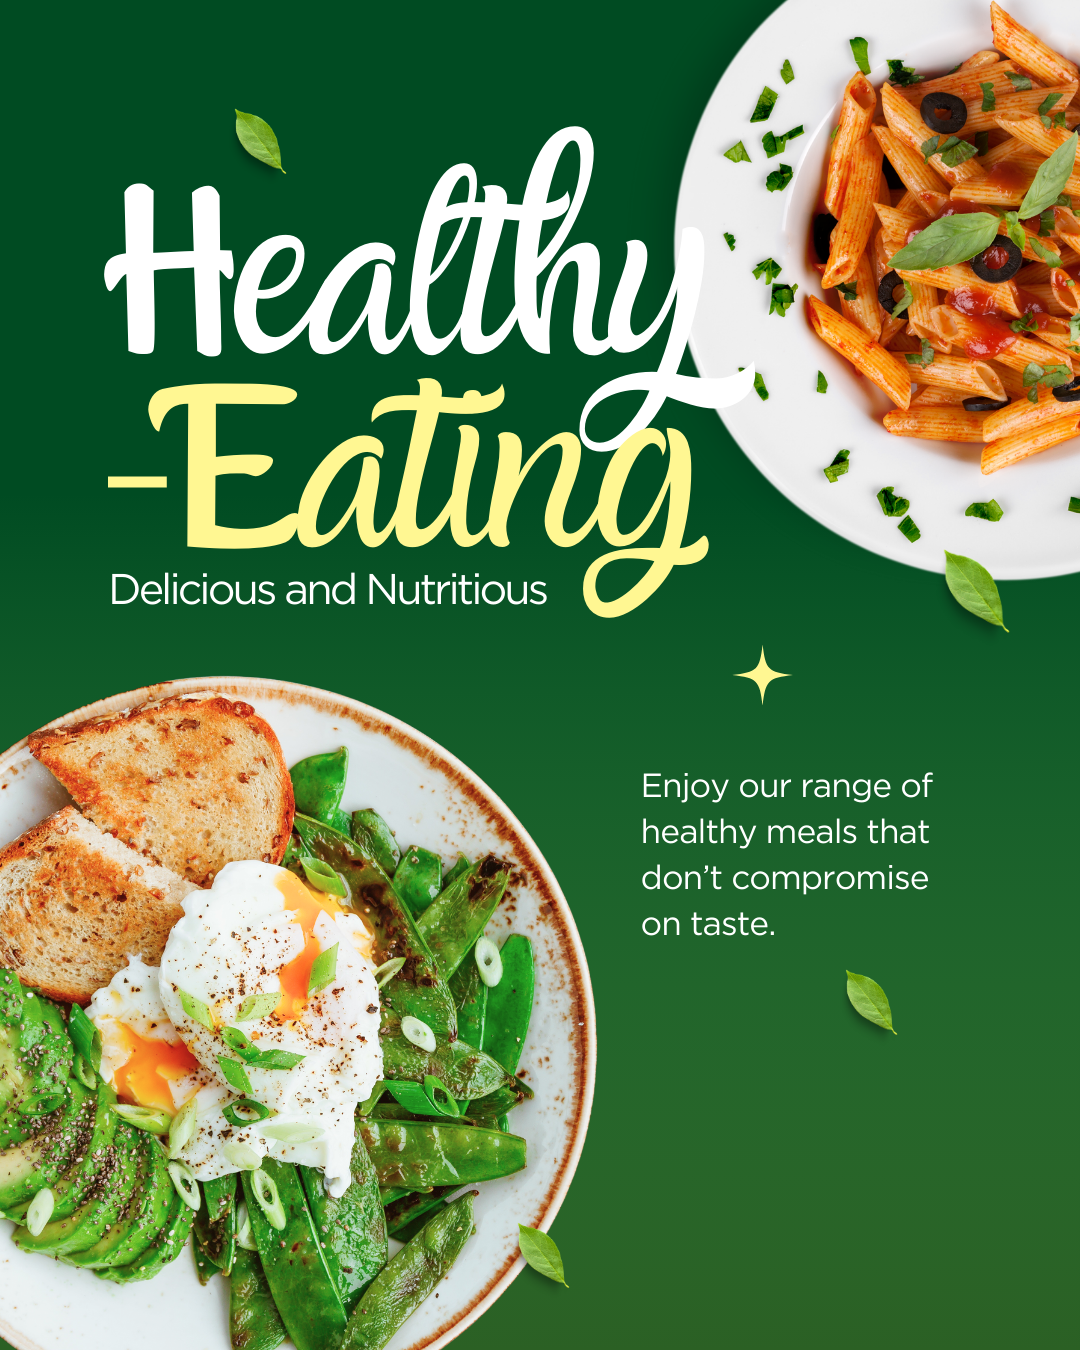 Healthy
-Eating
Delicious and Nutritious
Enjoy our range of
healthy meals that
don’t compromise
on taste.